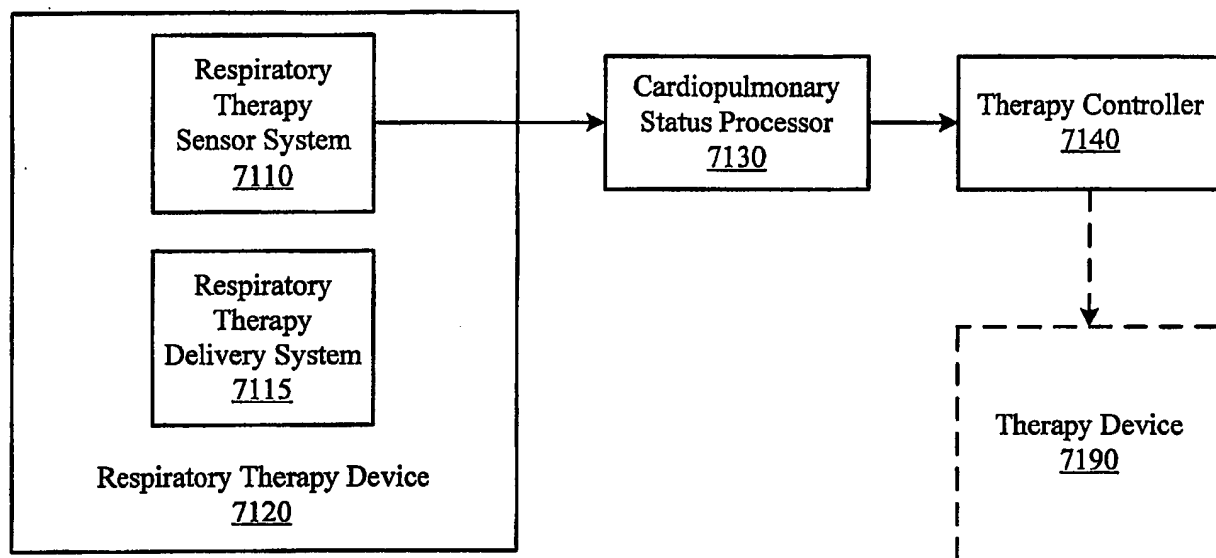 Respiratory
Therapy
Sensor System
7110
Respiratory
Therapy
Delivery System
7115
Respiratory Therapy Device
7120
Cardiopulmonary
Status Processor
7130
Therapy Controller
7140
Therapy Device
7190